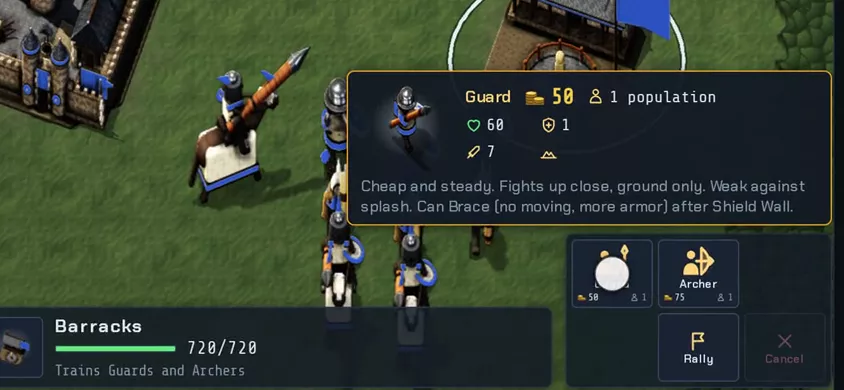 Guard 50 1 population
60 1
7
Cheap and steady. Fights up close, ground only. Weak against
splash. Can Brace (no moving, more armor) after Shield Wall.
Archer
50 1 75 1
Barracks
720/720
Trains Guards and Archers
Rally Cancel